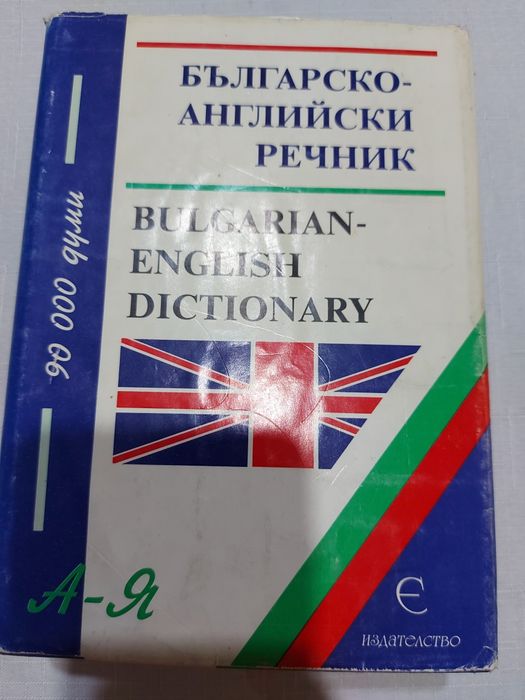 БЪЛГАРСКО-
АНГЛИЙСКИ
РЕЧНИК
BULGARIAN-
ENGLISH
DICTIONARY
90 000 думи
А-Я
Є
ИЗДАТЕЛСТВО